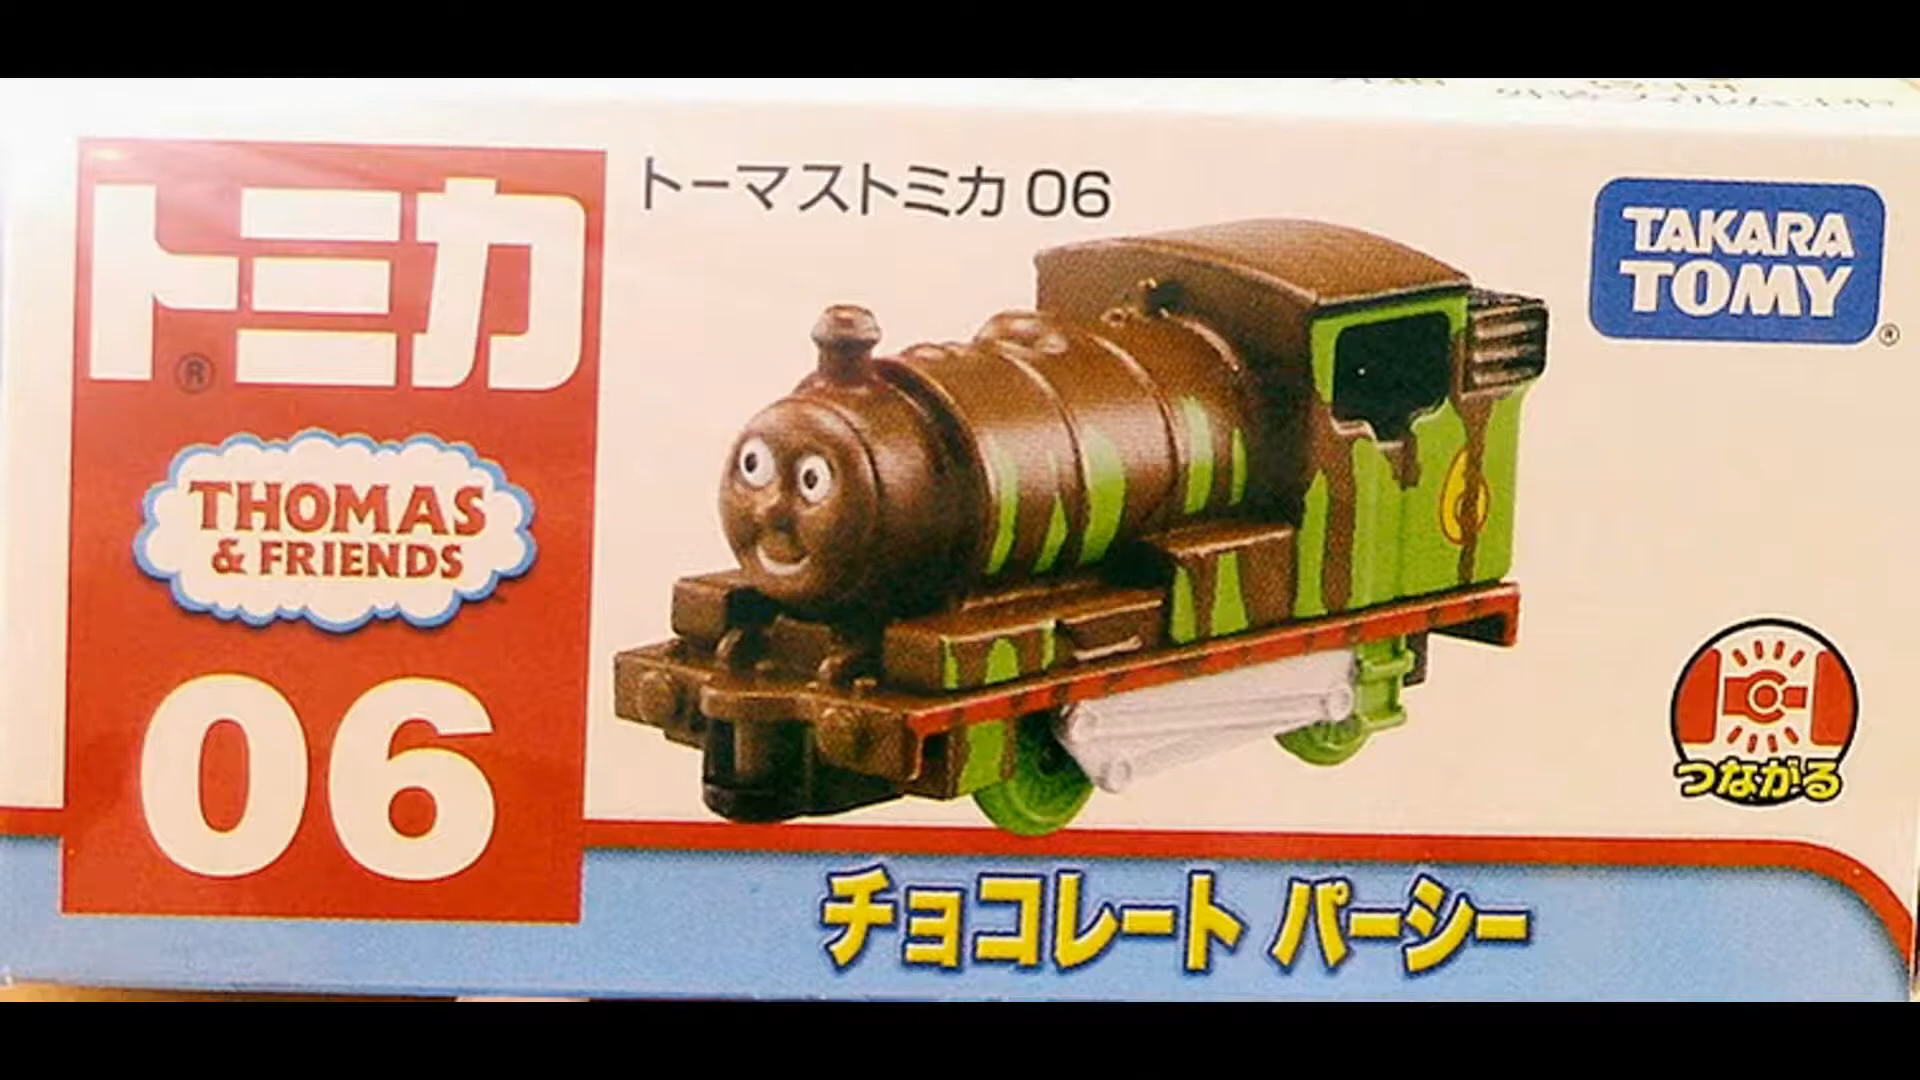 トミカ
®
THOMAS
& FRIENDS
06
トーマストミカ 06
TAKARA
TOMY
®
6
つながる
チョコレート パーシー